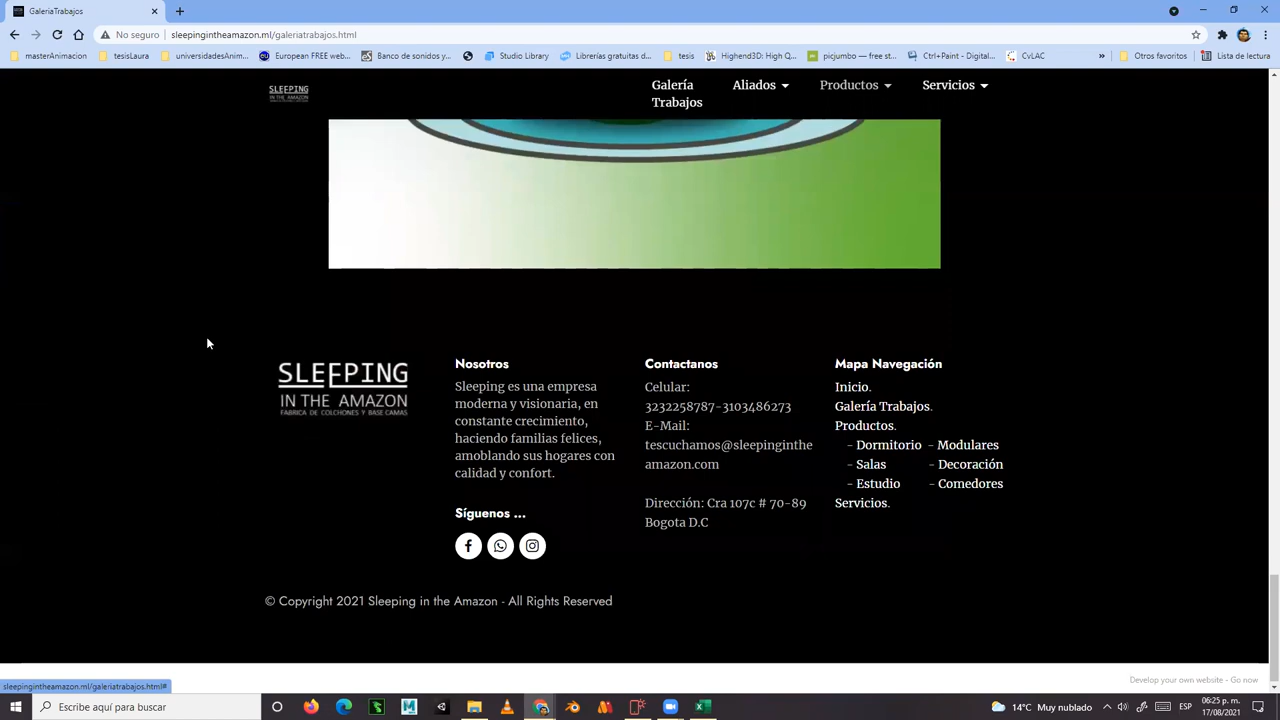 GaleriaTrabajos
No seguro
sleepingintheamazon.ml/galeriatrabajos.html
masterAnimacion
tesisLaura
universidadesAnim...
European FREE web...
Banco de sonidos y...
Studio Library
Librerías gratuitas d...
tesis
Highend3D: High Q...
picjumbo — free st...
Ctrl+Paint - Digital...
CvLAC
»
Otros favoritos
Lista de lectura
SLEEPING
IN THE AMAZON
Galería
Trabajos
Aliados
Productos
Servicios
SLEEPING
IN THE AMAZON
FABRICA DE COLCHONES Y BASE CAMAS
Nosotros
Sleeping es una empresa
moderna y visionaria, en
constante crecimiento,
haciendo familias felices,
amoblando sus hogares con
calidad y confort.
Síguenos ...
Contactanos
Celular:
3232258787-3103486273
E-Mail:
tescuchamos@sleepinginthe
amazon.com
Dirección: Cra 107c # 70-89
Bogota D.C
Mapa Navegación
Inicio.
Galería Trabajos.
Productos.
- Dormitorio - Modulares
- Salas - Decoración
- Estudio - Comedores
Servicios.
© Copyright 2021 Sleeping in the Amazon - All Rights Reserved
Develop your own website - Go now
sleepingintheamazon.ml/galeriatrabajos.html#
Escribe aquí para buscar
14°C Muy nublado
ESP
06:25 p. m.
17/08/2021